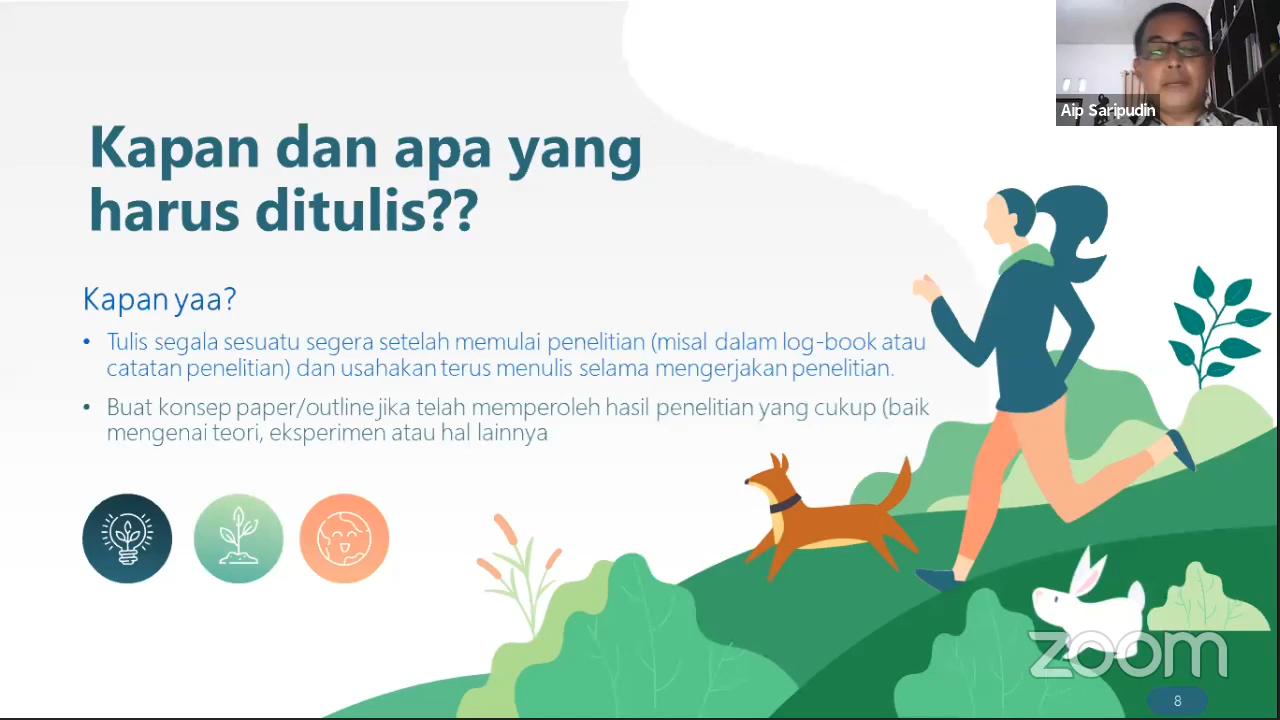 Aip Saripudin
Kapan dan apa yang
harus ditulis??
Kapan yaa?
• Tulis segala sesuatu segera setelah memulai penelitian (misal dalam log-book atau
catatan penelitian) dan usahakan terus menulis selama mengerjakan penelitian.
• Buat konsep paper/outline jika telah memperoleh hasil penelitian yang cukup (baik
mengenai teori, eksperimen atau hal lainnya
zoom
8